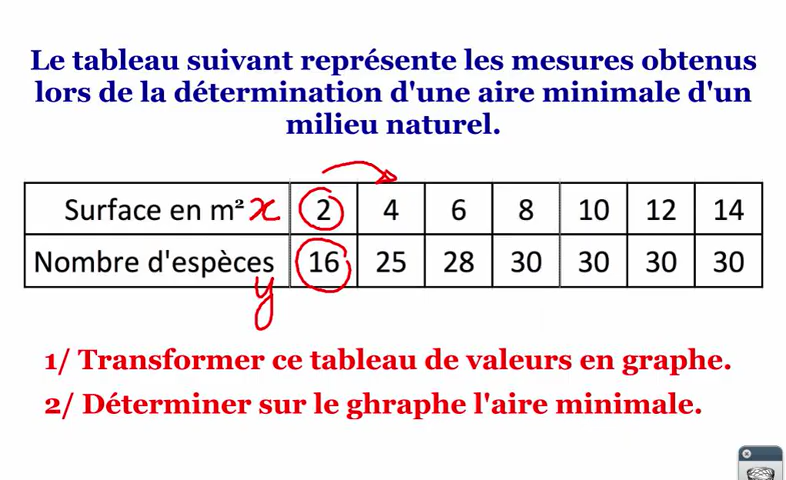 Le tableau suivant représente les mesures obtenus
lors de la détermination d'une aire minimale d'un
milieu naturel.
Surface en m² x 2 4 6 8 10 12 14
Nombre d'espèces y 16 25 28 30 30 30 30
1/ Transformer ce tableau de valeurs en graphe.
2/ Déterminer sur le ghraphe l'aire minimale.